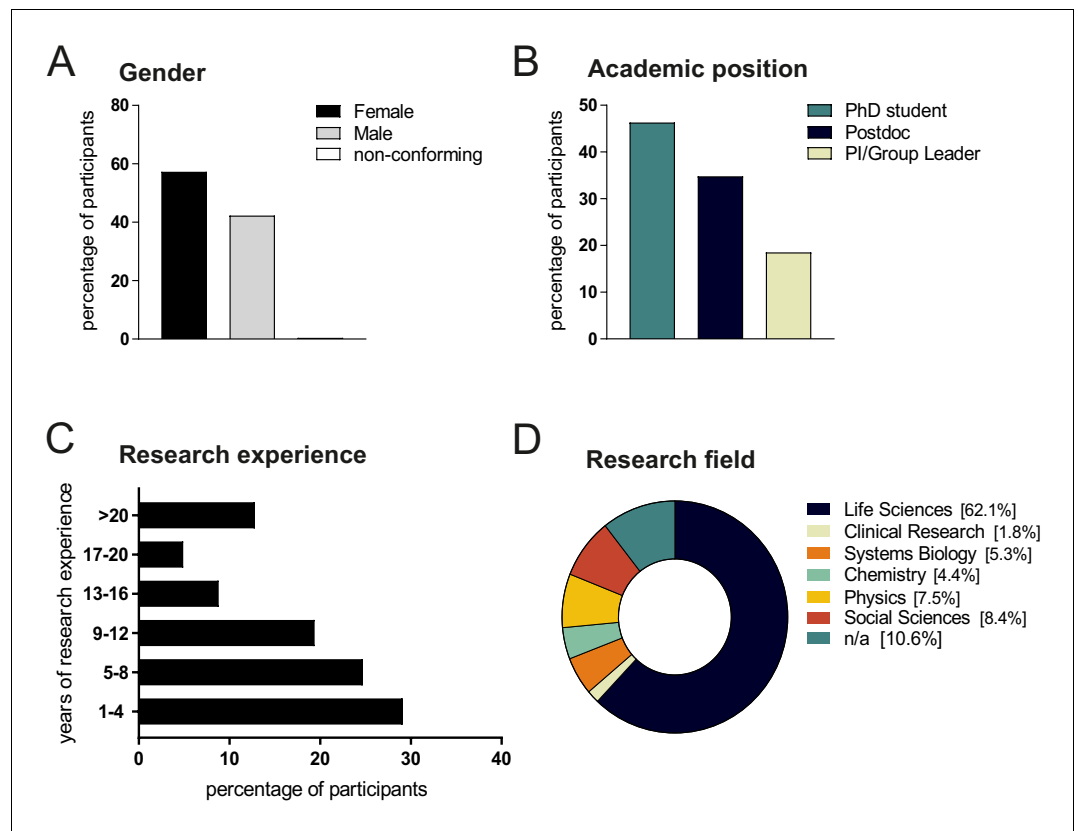 A
Gender
80
60
40
20
0
percentage of participants
Female
Male
non-conforming
B
Academic position
50
40
30
20
10
0
percentage of participants
PhD student
Postdoc
PI/Group Leader
C
Research experience
years of research experience
>20
17-20
13-16
9-12
5-8
1-4
0 10 20 30 40
percentage of participants
D
Research field
Life Sciences [62.1%]
Clinical Research [1.8%]
Systems Biology [5.3%]
Chemistry [4.4%]
Physics [7.5%]
Social Sciences [8.4%]
n/a [10.6%]